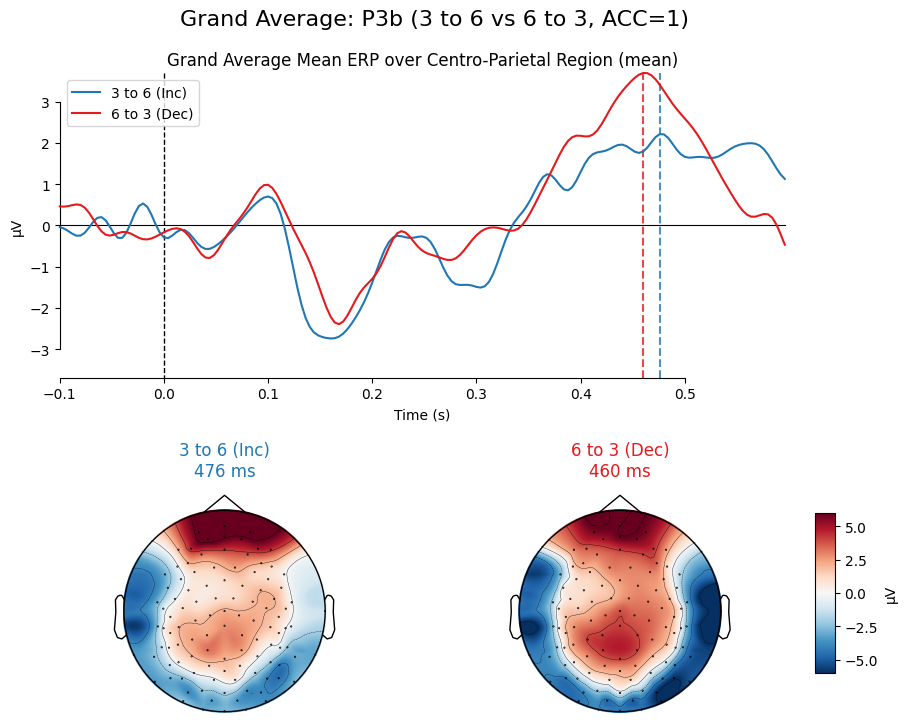 Grand Average: P3b (3 to 6 vs 6 to 3, ACC=1)
Grand Average Mean ERP over Centro-Parietal Region (mean)
3 to 6 (Inc)
6 to 3 (Dec)
3
2
1
0
−1
−2
−3
µV
−0.1 0.0 0.1 0.2 0.3 0.4 0.5
Time (s)
3 to 6 (Inc)
476 ms
6 to 3 (Dec)
460 ms
5.0
2.5
0.0
−2.5
−5.0
µV